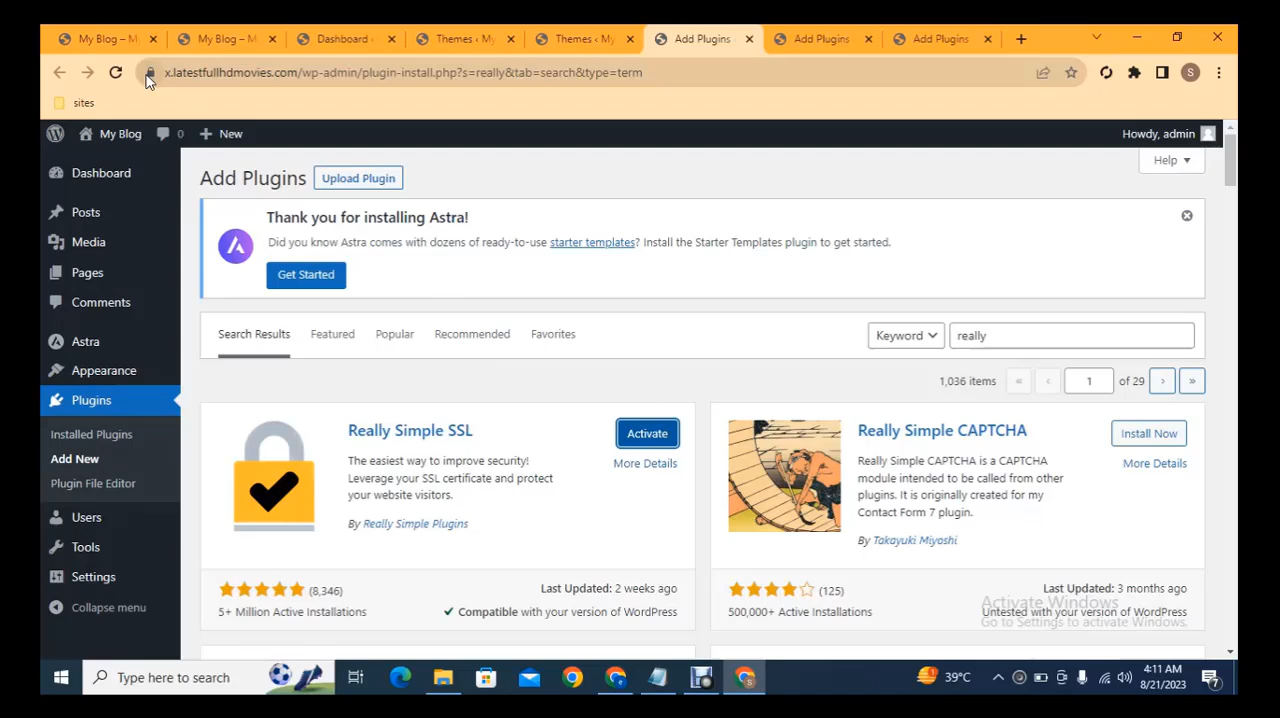 My Blog – M
My Blog – M
Dashboard
Themes ‹ My
Themes ‹ My
Add Plugins
Add Plugins
Add Plugins
x.latestfullhdmovies.com/wp-admin/plugin-install.php?s=really&tab=search&type=term
S
sites
My Blog
0
New
Howdy, admin
Help
Dashboard
Posts
Media
Pages
Comments
Astra
Appearance
Plugins
Installed Plugins
Add New
Plugin File Editor
Users
Tools
Settings
Collapse menu
Add Plugins
Upload Plugin
Thank you for installing Astra!
Did you know Astra comes with dozens of ready-to-use starter templates? Install the Starter Templates plugin to get started.
Get Started
Search Results
Featured
Popular
Recommended
Favorites
Keyword
really
1,036 items
«
‹
1
of 29
›
»
Really Simple SSL
Activate
More Details
The easiest way to improve security!
Leverage your SSL certificate and protect
your website visitors.
By Really Simple Plugins
(8,346)
5+ Million Active Installations
Last Updated: 2 weeks ago
Compatible with your version of WordPress
Really Simple CAPTCHA
Install Now
More Details
Really Simple CAPTCHA is a CAPTCHA
module intended to be called from other
plugins. It is originally created for my
Contact Form 7 plugin.
By Takayuki Miyoshi
(125)
500,000+ Active Installations
Last Updated: 3 months ago
Untested with your version of WordPress
Activate Windows
Go to Settings to activate Windows.
Type here to search
39°C
4:11 AM
8/21/2023
7